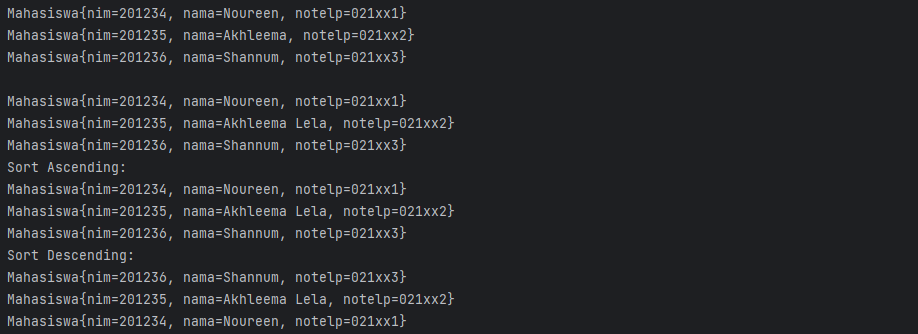 Mahasiswa{nim=201234, nama=Noureen, notelp=021xx1}
Mahasiswa{nim=201235, nama=Akhleema, notelp=021xx2}
Mahasiswa{nim=201236, nama=Shannum, notelp=021xx3}

Mahasiswa{nim=201234, nama=Noureen, notelp=021xx1}
Mahasiswa{nim=201235, nama=Akhleema Lela, notelp=021xx2}
Mahasiswa{nim=201236, nama=Shannum, notelp=021xx3}
Sort Ascending:
Mahasiswa{nim=201234, nama=Noureen, notelp=021xx1}
Mahasiswa{nim=201235, nama=Akhleema Lela, notelp=021xx2}
Mahasiswa{nim=201236, nama=Shannum, notelp=021xx3}
Sort Descending:
Mahasiswa{nim=201236, nama=Shannum, notelp=021xx3}
Mahasiswa{nim=201235, nama=Akhleema Lela, notelp=021xx2}
Mahasiswa{nim=201234, nama=Noureen, notelp=021xx1}